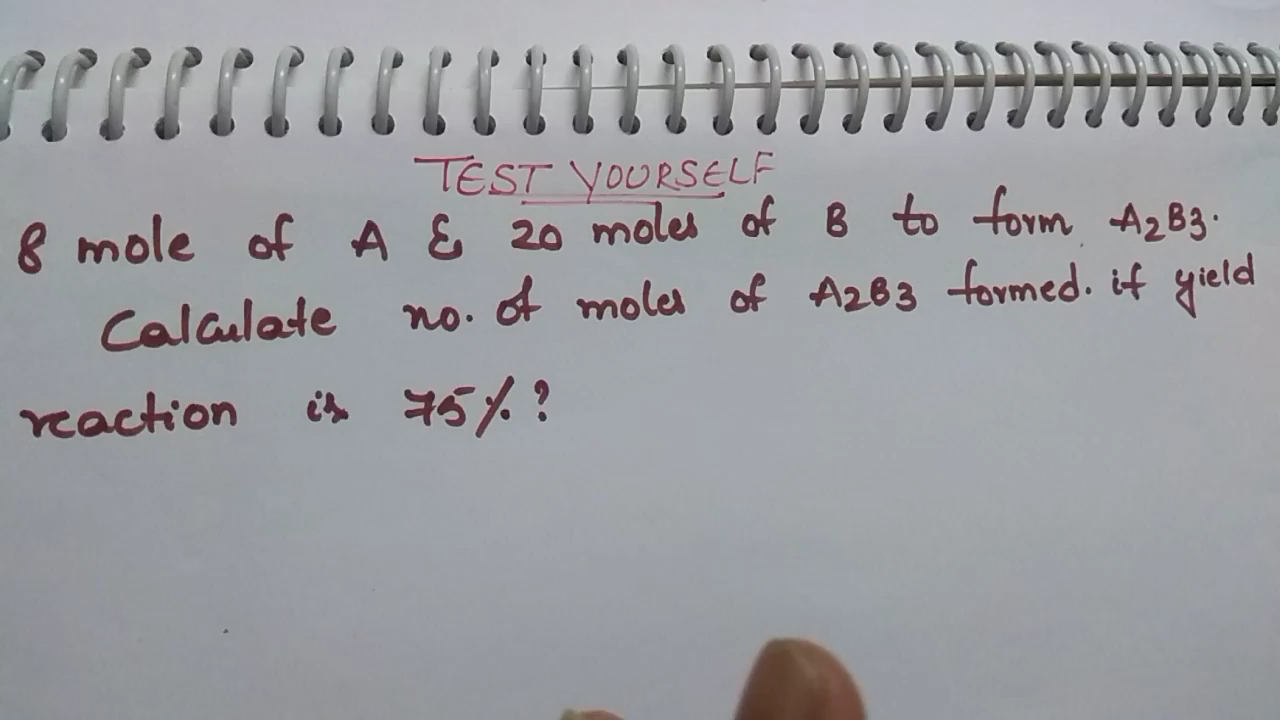 TEST YOURSELF
8 mole of A & 20 moles of B to form A2B3.
Calculate no. of moles of A2B3 formed. if yield
reaction is 75%?